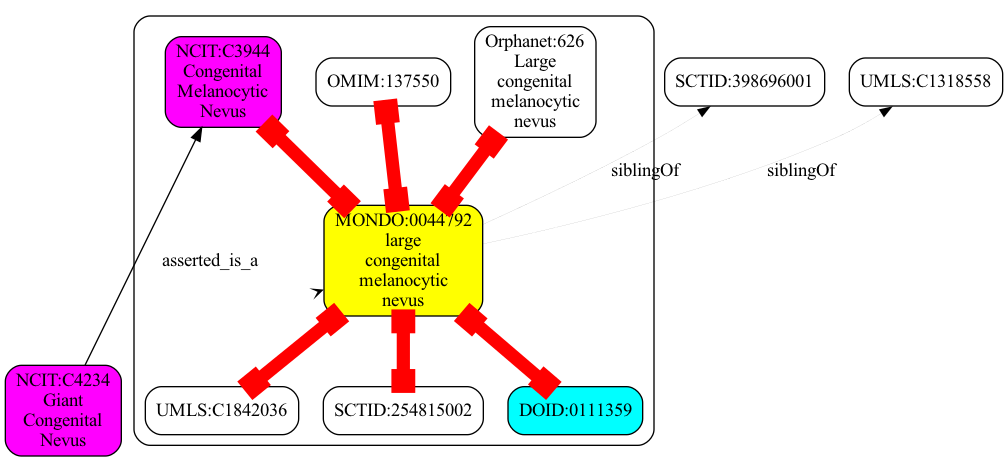 NCIT:C3944
Congenital
Melanocytic
Nevus
OMIM:137550
Orphanet:626
Large
congenital
melanocytic
nevus
SCTID:398696001
UMLS:C1318558
siblingOf
siblingOf
MONDO:0044792
large
congenital
melanocytic
nevus
asserted_is_a
NCIT:C4234
Giant
Congenital
Nevus
UMLS:C1842036
SCTID:254815002
DOID:0111359